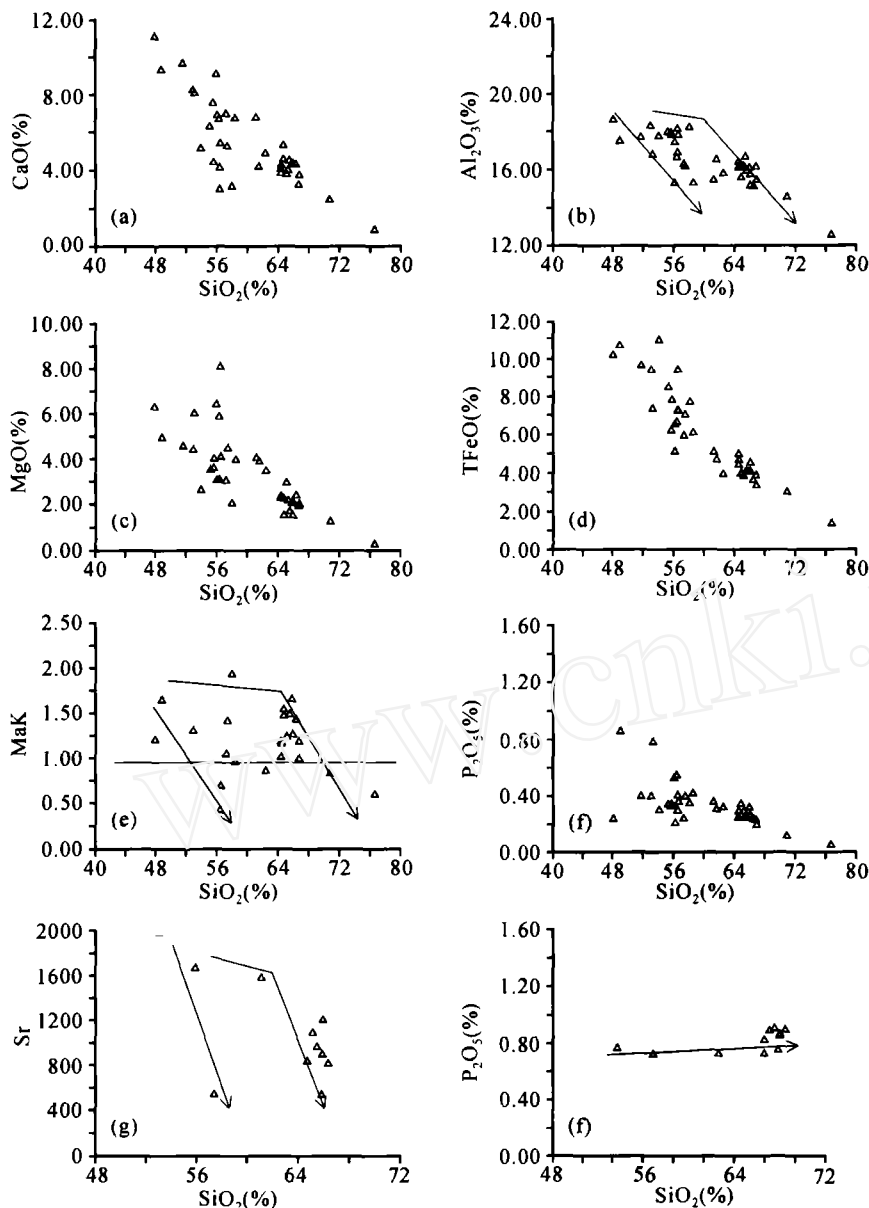 12.00
8.00
4.00
0.00
CaO(%)
(a)
40 48 56 64 72 80
SiO2(%)
24.00
20.00
16.00
12.00
Al2O3(%)
(b)
40 48 56 64 72 80
SiO2(%)
10.00
8.00
6.00
4.00
2.00
0.00
MgO(%)
(c)
40 48 56 64 72 80
SiO2(%)
12.00
10.00
8.00
6.00
4.00
2.00
0.00
TFeO(%)
(d)
40 48 56 64 72 80
SiO2(%)
2.50
2.00
1.50
1.00
0.50
0.00
MaK
(e)
40 48 56 64 72 80
SiO2(%)
1.60
1.20
0.80
0.40
0.00
P2O5(%)
(f)
40 48 56 64 72 80
SiO2(%)
2000
1600
1200
800
400
0
Sr
(g)
48 56 64 72
SiO2(%)
1.60
1.20
0.80
0.40
0.00
P2O5(%)
(f)
48 56 64 72
SiO2(%)
www.cnki.